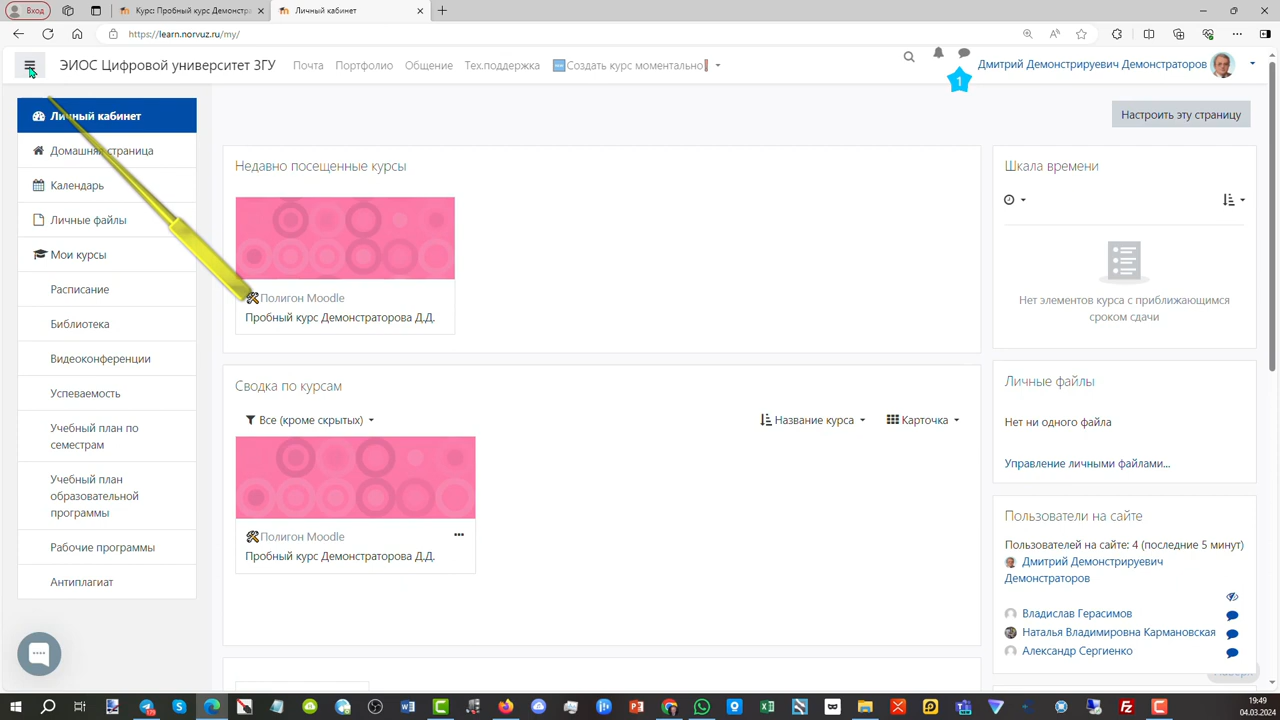 Вход
Курс: Пробный курс Демонстра
Личный кабинет
https://learn.norvuz.ru/my/
ЭИОС Цифровой университет ЗГУ
Почта
Портфолио
Общение
Тех.поддержка
Создать курс моментально
1
Дмитрий Демонстрируевич Демонстраторов
Личный кабинет
Домашняя страница
Календарь
Личные файлы
Мои курсы
Расписание
Библиотека
Видеоконференции
Успеваемость
Учебный план по
семестрам
Учебный план
образовательной
программы
Рабочие программы
Антиплагиат
Настроить эту страницу
Недавно посещенные курсы
Полигон Moodle
Пробный курс Демонстраторова Д.Д.
Сводка по курсам
Все (кроме скрытых)
Название курса
Карточка
Полигон Moodle
Пробный курс Демонстраторова Д.Д.
Шкала времени
Нет элементов курса с приближающимся
сроком сдачи
Личные файлы
Нет ни одного файла
Управление личными файлами...
Пользователи на сайте
Пользователей на сайте: 4 (последние 5 минут)
Дмитрий Демонстрируевич
Демонстраторов
Владислав Герасимов
Наталья Владимировна Кармановская
Александр Сергиенко
19:49
04.03.2024